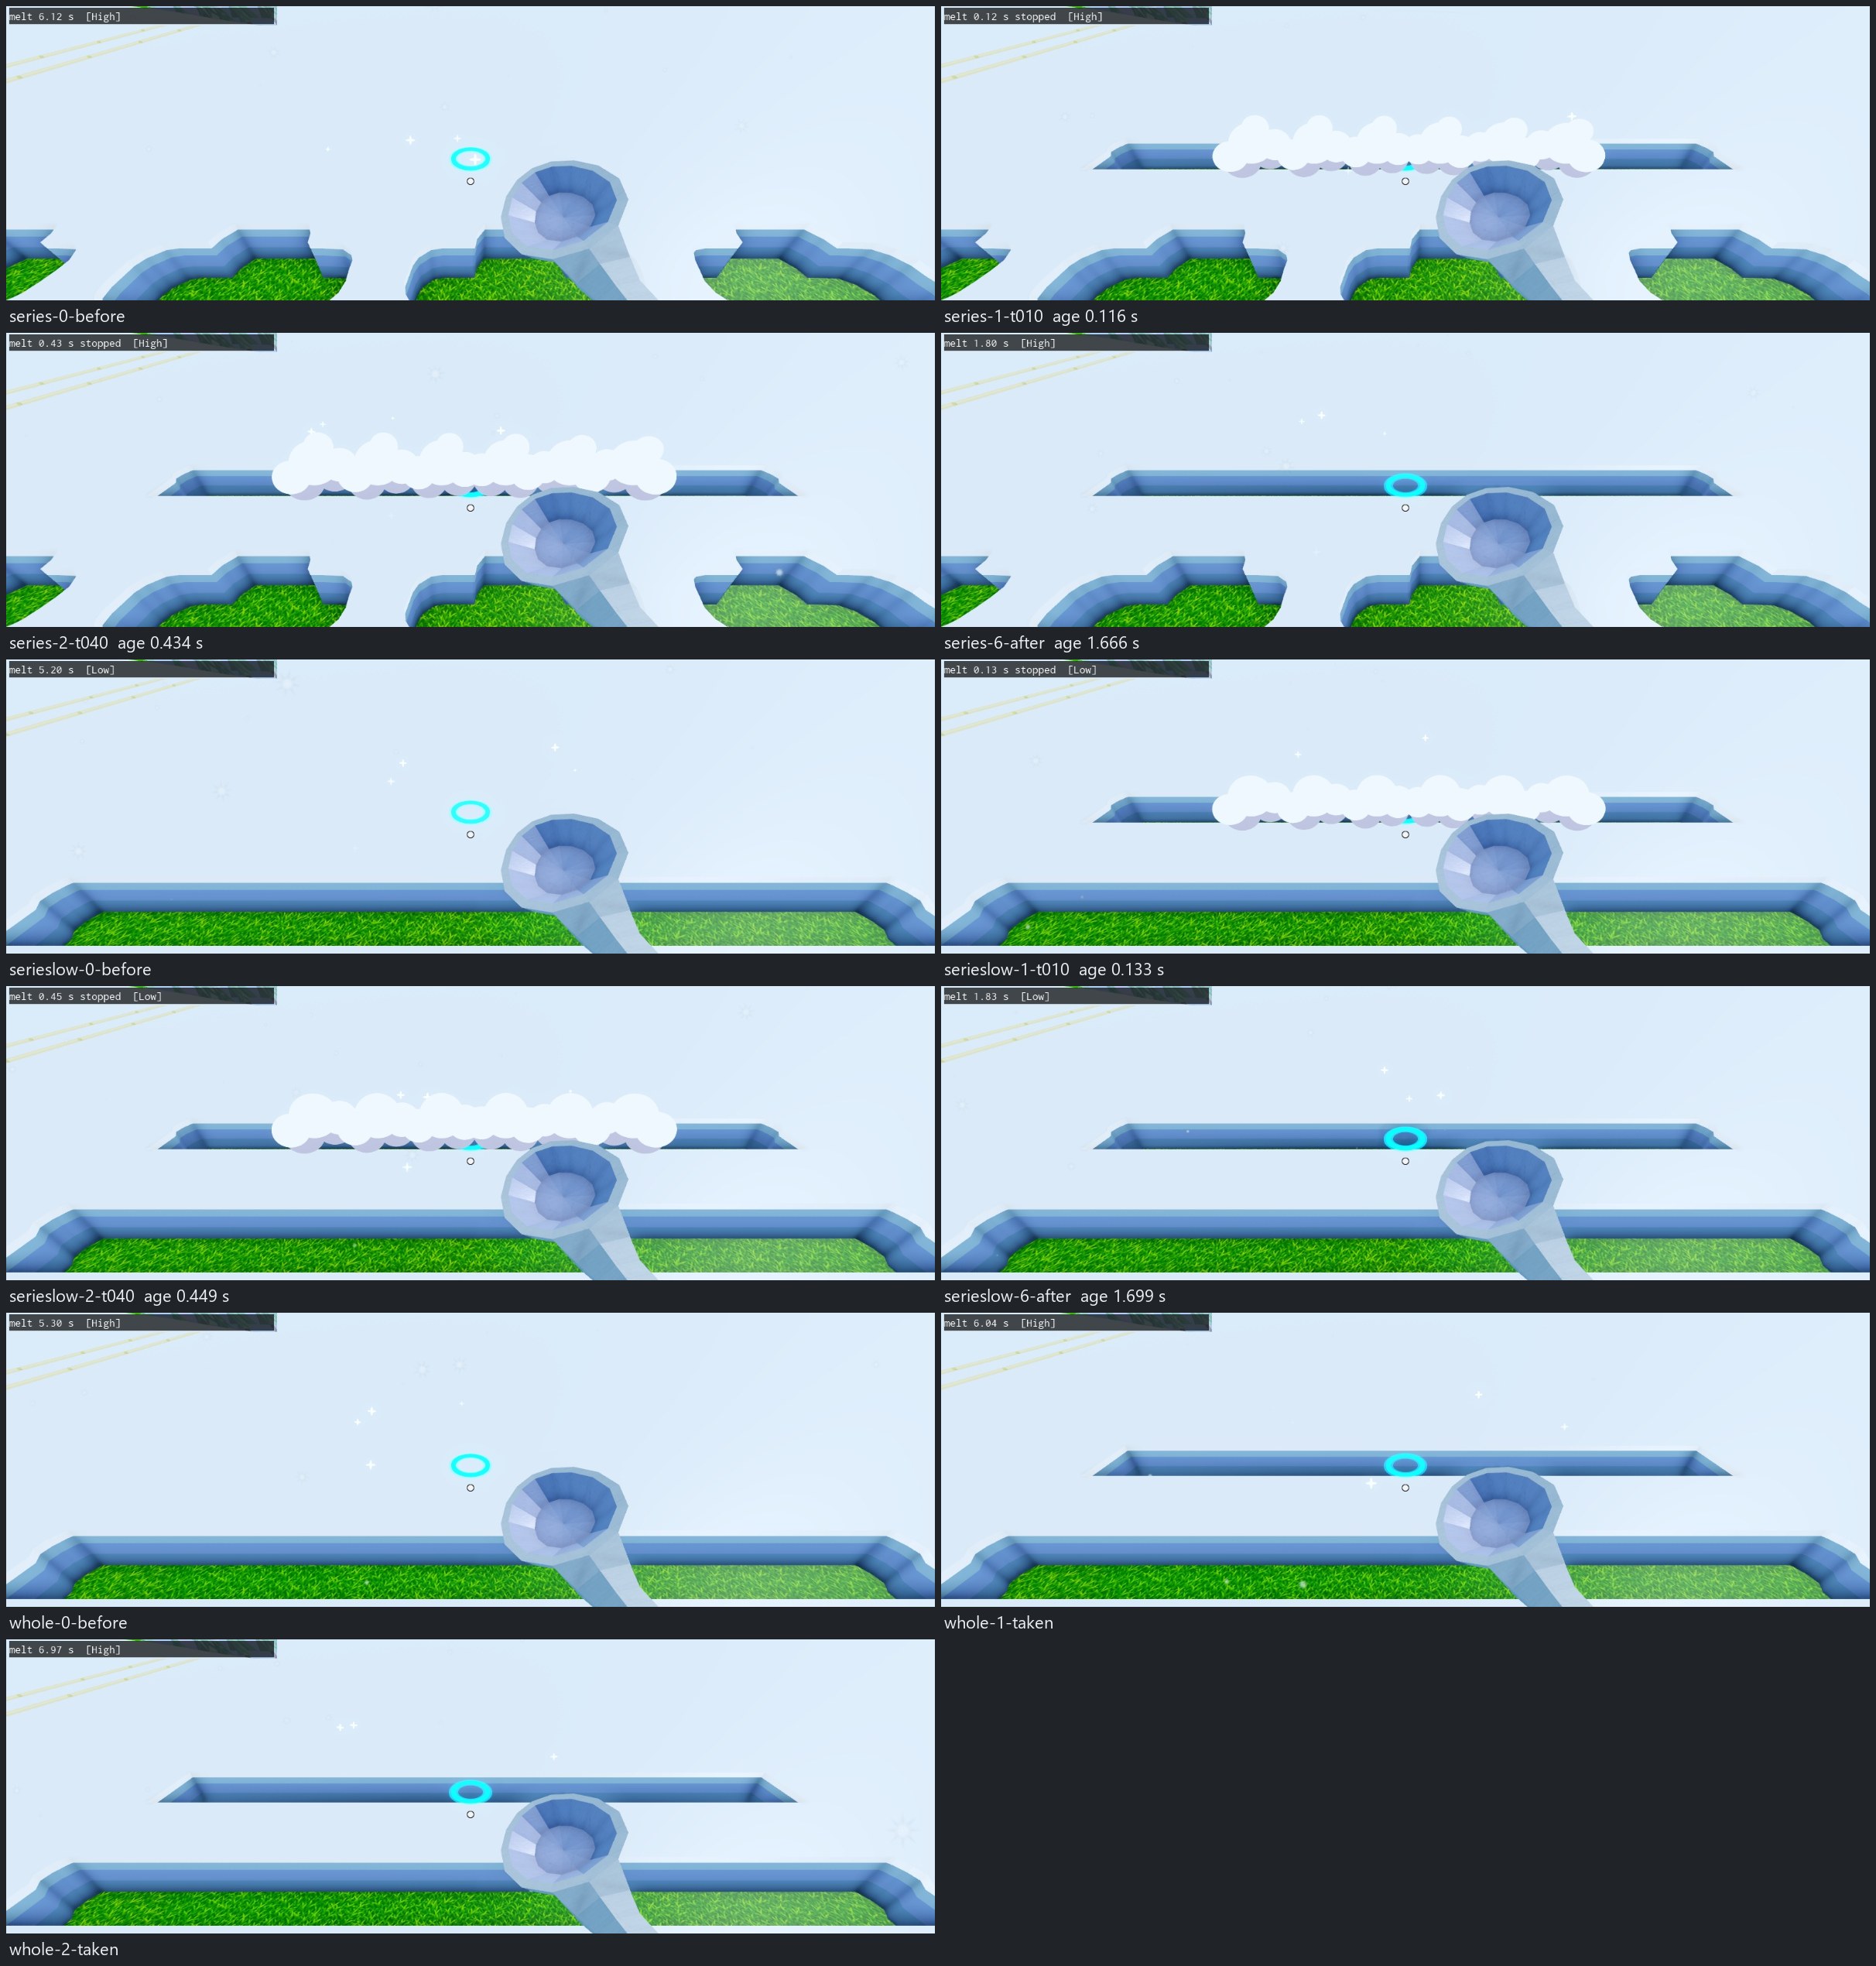 melt 6.12 s [High]
melt 0.12 s stopped [High]
series-0-before
series-1-t010 age 0.116 s
melt 0.43 s stopped [High]
melt 1.80 s [High]
series-2-t040 age 0.434 s
series-6-after age 1.666 s
melt 5.20 s [Low]
melt 0.13 s stopped [Low]
serieslow-0-before
serieslow-1-t010 age 0.133 s
melt 0.45 s stopped [Low]
melt 1.83 s [Low]
serieslow-2-t040 age 0.449 s
serieslow-6-after age 1.699 s
melt 5.30 s [High]
melt 6.04 s [High]
whole-0-before
whole-1-taken
melt 6.97 s [High]
whole-2-taken